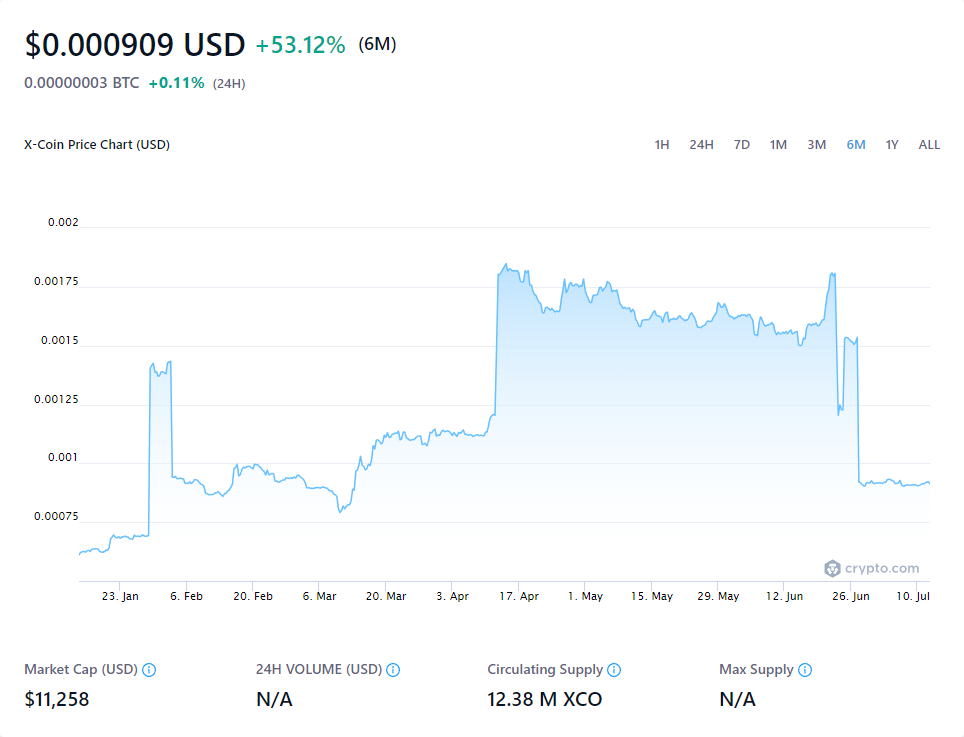 $0.000909 USD +53.12% (6M)
0.00000003 BTC +0.11% (24H)
X-Coin Price Chart (USD) 1H 24H 7D 1M 3M 6M 1Y ALL
0.002
0.00175
0.0015
0.00125
0.001
0.00075
crypto.com
23. Jan 6. Feb 20. Feb 6. Mar 20. Mar 3. Apr 17. Apr 1. May 15. May 29. May 12. Jun 26. Jun 10. Jul
Market Cap (USD) 24H VOLUME (USD) Circulating Supply Max Supply
$11,258 N/A 12.38 M XCO N/A